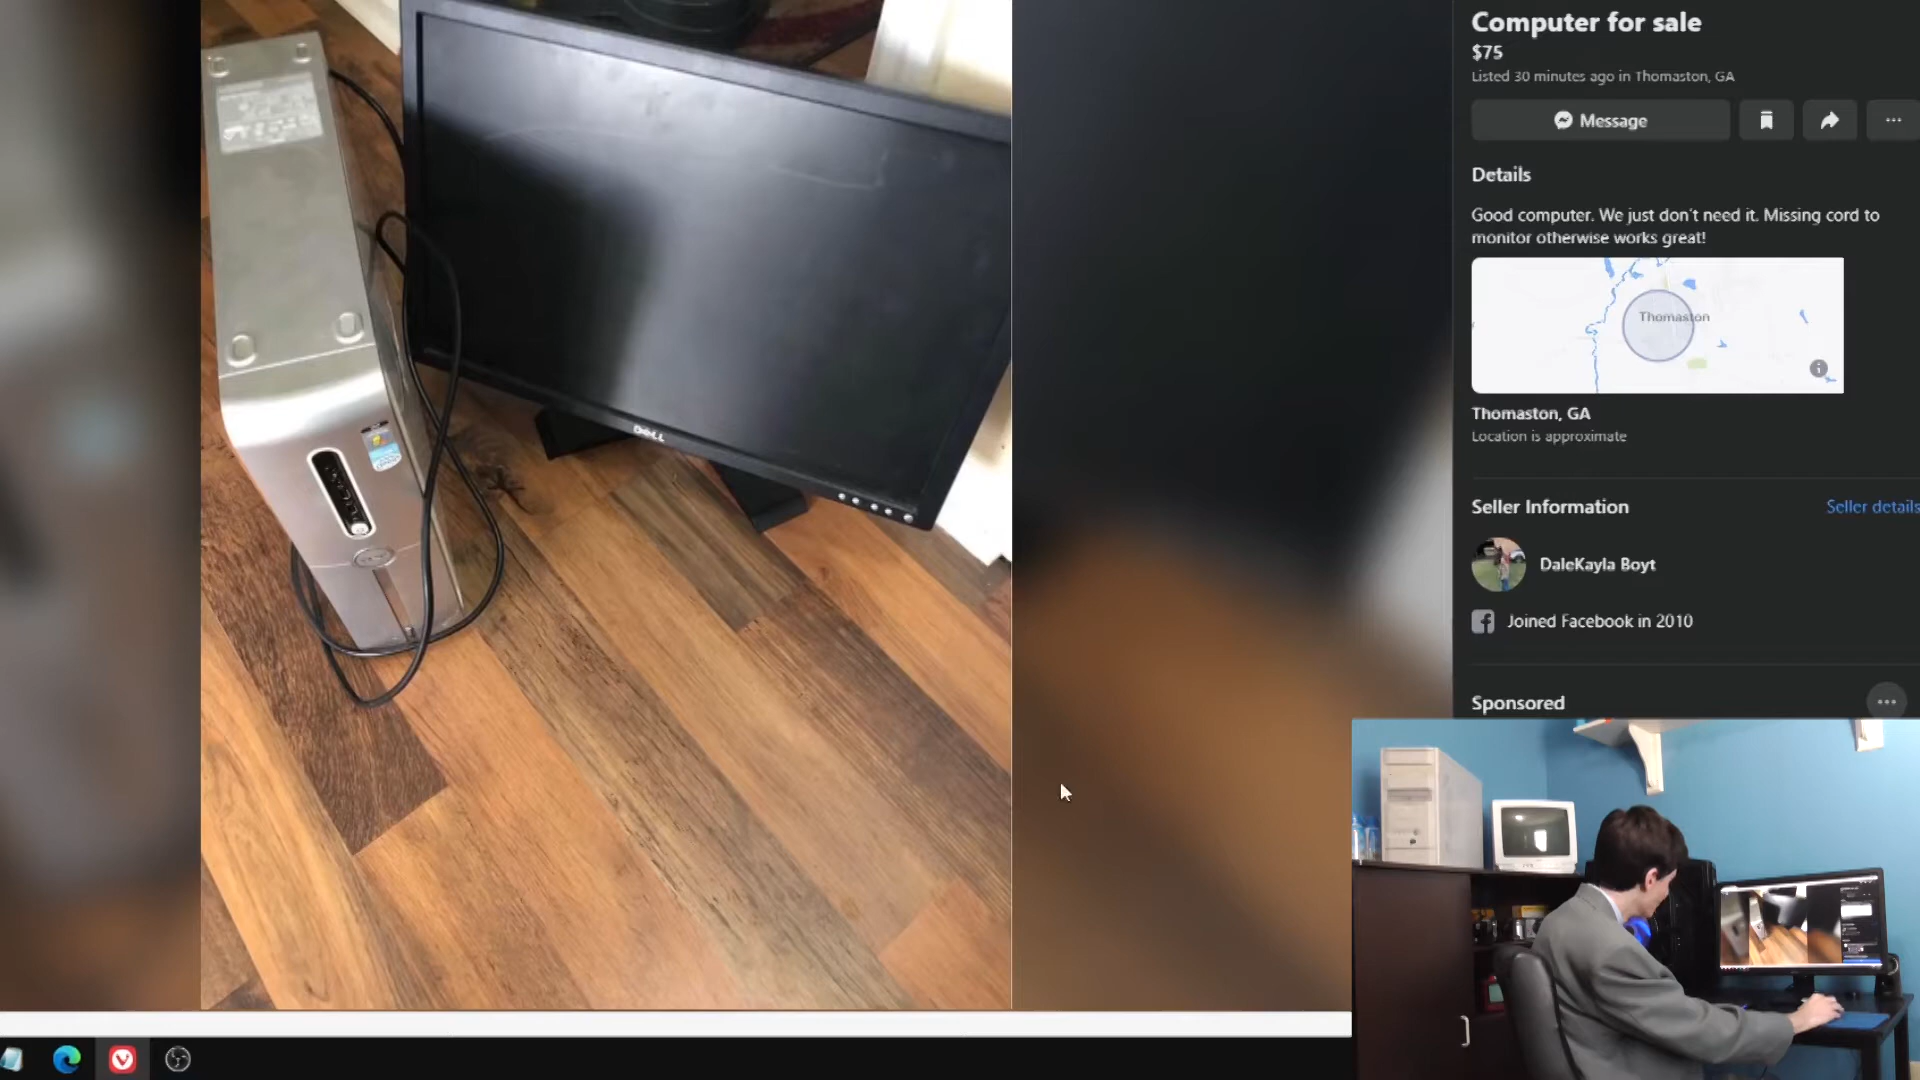 Computer for sale
$75
Listed 30 minutes ago in Thomaston, GA
Message
Details
Good computer. We just don't need it. Missing cord to
monitor otherwise works great!
Thomaston
Thomaston, GA
Location is approximate
Seller Information
Seller details
DaleKayla Boyt
Joined Facebook in 2010
Sponsored
DELL